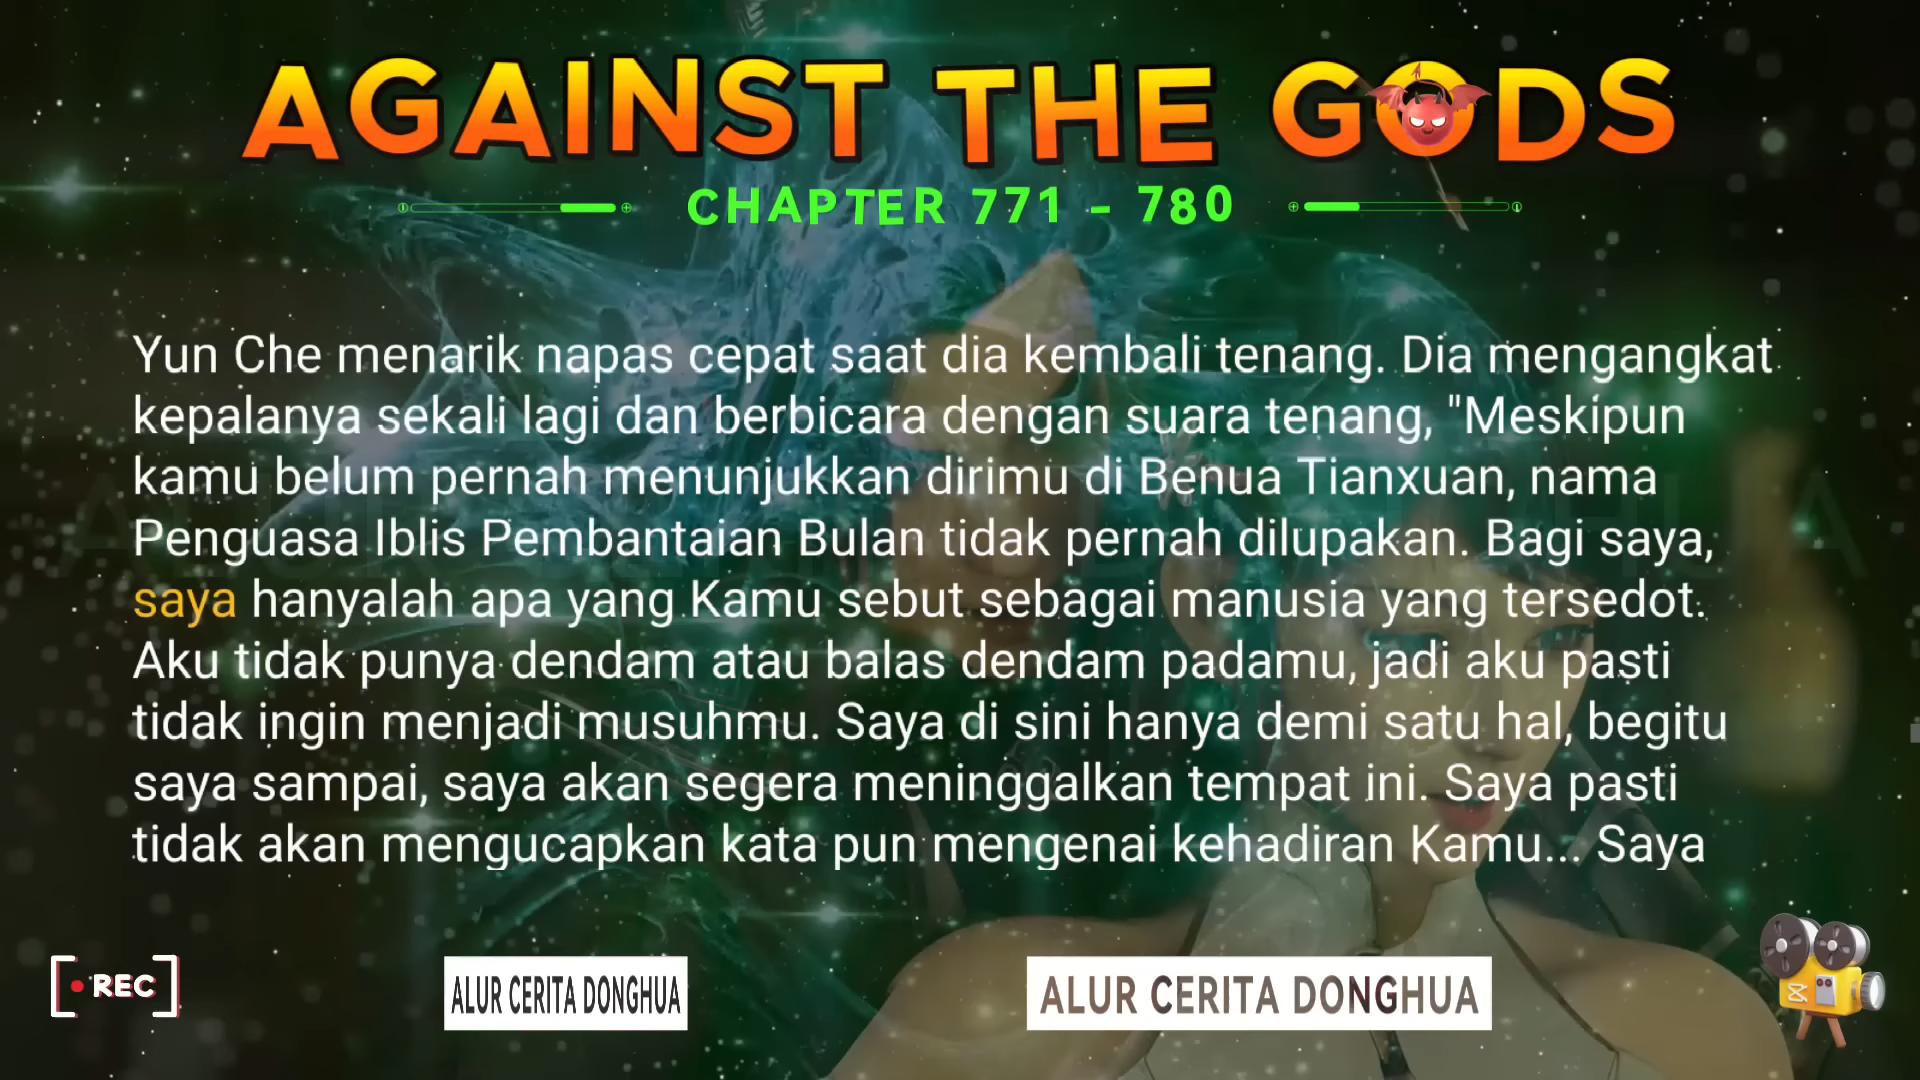 AGAINST THE GODS
CHAPTER 771 - 780
Yun Che menarik napas cepat saat dia kembali tenang. Dia mengangkat
kepalanya sekali lagi dan berbicara dengan suara tenang, "Meskipun
kamu belum pernah menunjukkan dirimu di Benua Tianxuan, nama
Penguasa Iblis Pembantaian Bulan tidak pernah dilupakan. Bagi saya,
saya hanyalah apa yang Kamu sebut sebagai manusia yang tersedot.
Aku tidak punya dendam atau balas dendam padamu, jadi aku pasti
tidak ingin menjadi musuhmu. Saya di sini hanya demi satu hal, begitu
saya sampai, saya akan segera meninggalkan tempat ini. Saya pasti
tidak akan mengucapkan kata pun mengenai kehadiran Kamu... Saya
REC
ALUR CERITA DONGHUA
ALUR CERITA DONGHUA